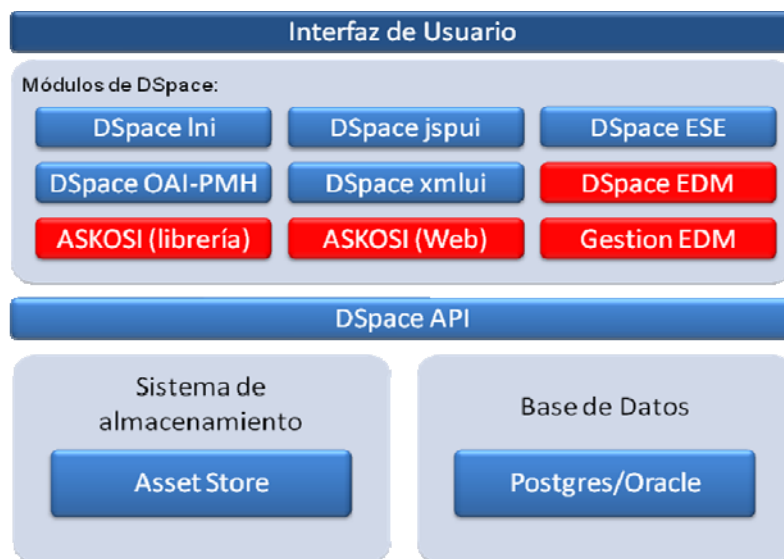 Interfaz de Usuario
Módulos de DSpace:
DSpace lni
DSpace jspui
DSpace ESE
DSpace OAI-PMH
DSpace xmlui
DSpace EDM
ASKOSI (librería)
ASKOSI (Web)
Gestion EDM
DSpace API
Sistema de
almacenamiento
Asset Store
Base de Datos
Postgres/Oracle